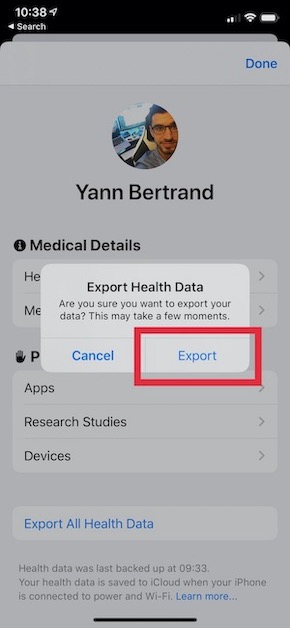 10:38
Search
Done
Yann Bertrand
Medical Details
He
Me
Export Health Data
Are you sure you want to export your
data? This may take a few moments.
Cancel
Export
P
Apps
Research Studies
Devices
Export All Health Data
Health data was last backed up at 09:33.
Your health data is saved to iCloud when your iPhone
is connected to power and Wi-Fi. Learn more...